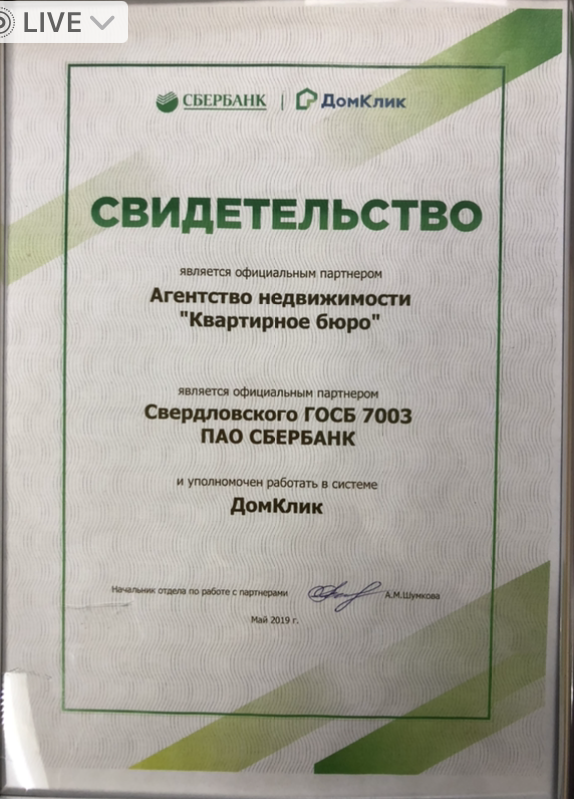 LIVE
СБЕРБАНК | ДомКлик
СВИДЕТЕЛЬСТВО
является официальным партнером
Агентство недвижимости
"Квартирное бюро"
является официальным партнером
Свердловского ГОСБ 7003
ПАО СБЕРБАНК
и уполномочен работать в системе
ДомКлик
Начальник отдела по работе с партнерами А.М.Шумкова
Май 2019 г.